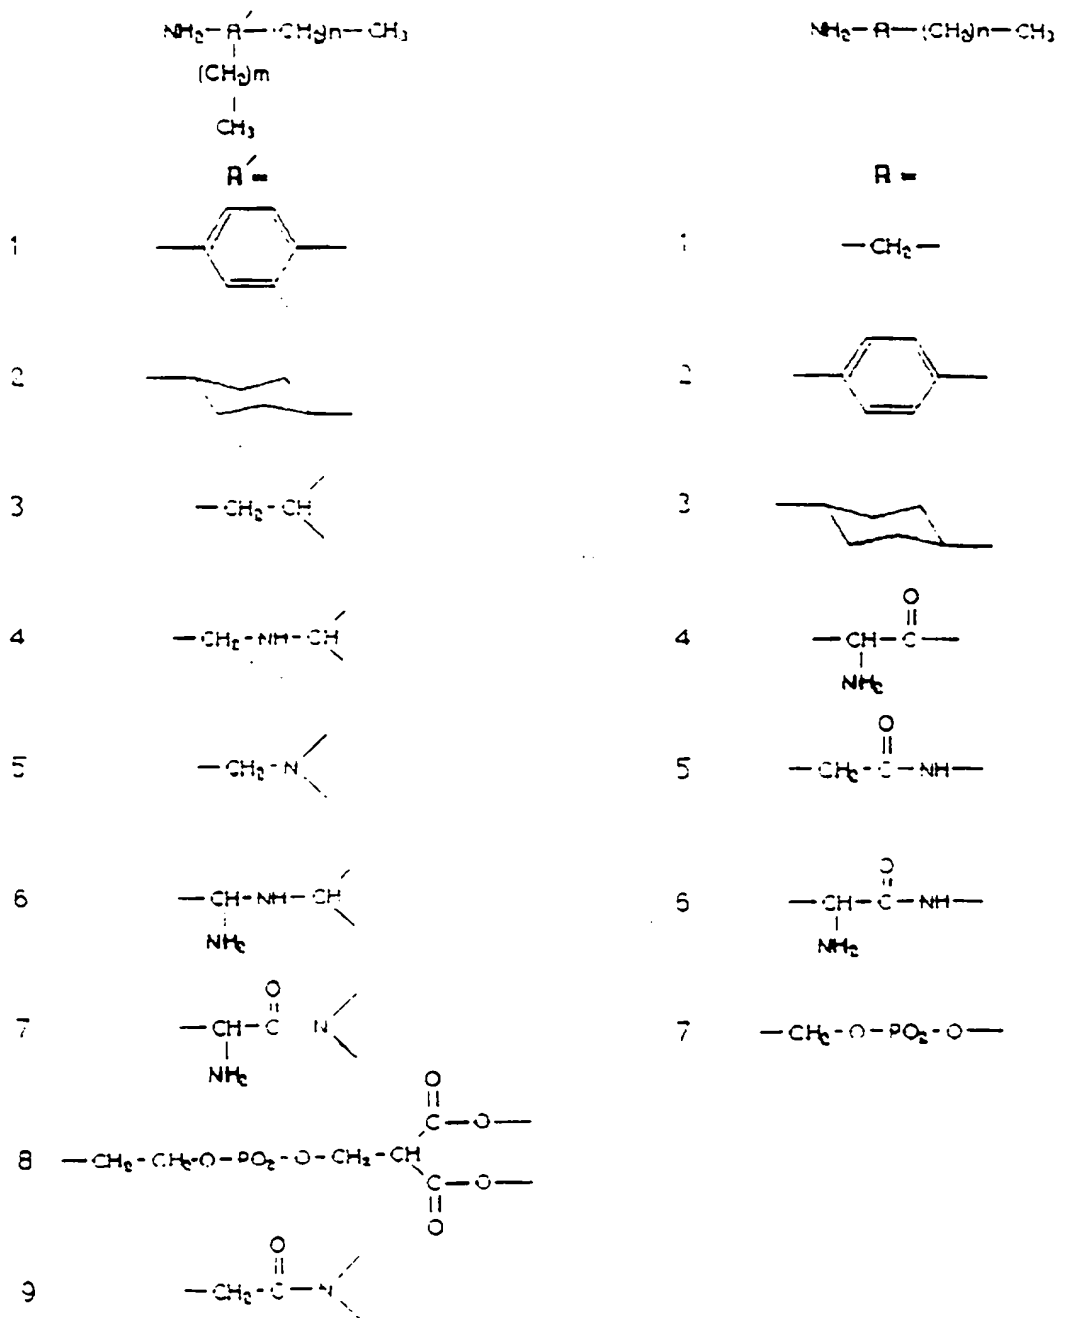 NH2-R'-(CH2)n-CH3
(CH2)m
CH3
R'=
1
2
3 -CH2-CH
4 -CH2-NH-CH
5 -CH2-N
6 -CH-NH-CH
NH2
O
7 -CH-C N
NH2
O
C-O-
8 -CH2-CH2-O-PO2-O-CH2-CH
C-O-
O
O
9 -CH2-C-N
NH2-R-(CH2)n-CH3
R =
1 -CH2-
2
3
O
4 -CH-C-
NH2
O
5 -CH2-C-NH-
O
6 -CH-C-NH-
NH2
7 -CH2-O-PO2-O-